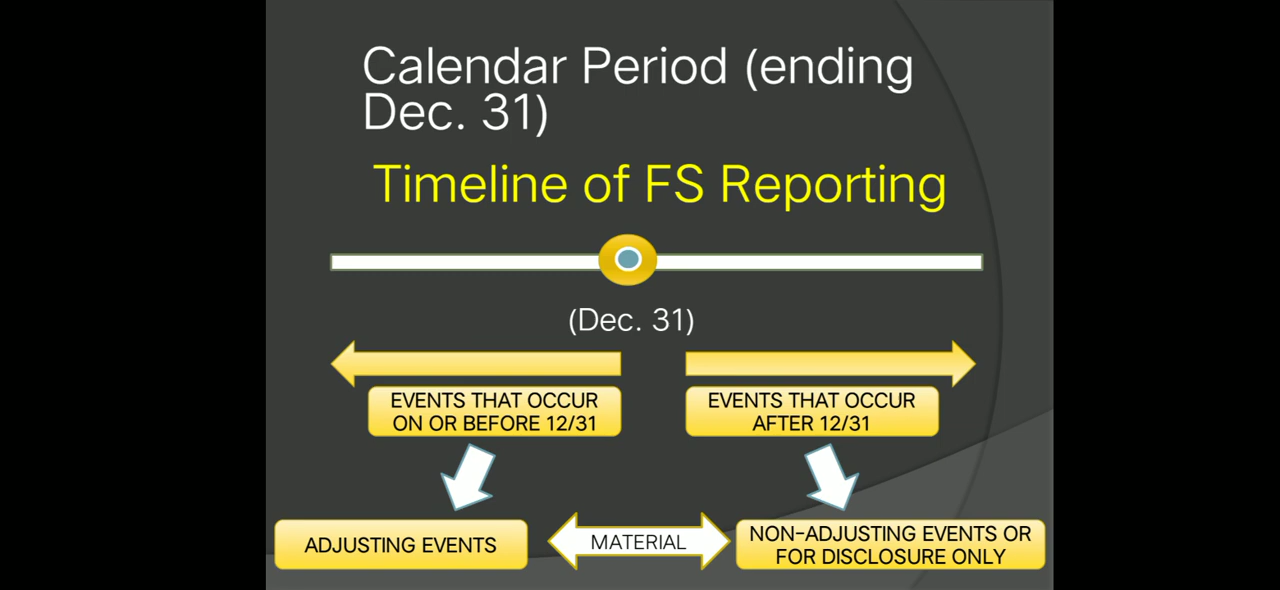 Calendar Period (ending
Dec. 31)
Timeline of FS Reporting
(Dec. 31)
EVENTS THAT OCCUR
ON OR BEFORE 12/31
EVENTS THAT OCCUR
AFTER 12/31
ADJUSTING EVENTS
MATERIAL
NON-ADJUSTING EVENTS OR
FOR DISCLOSURE ONLY